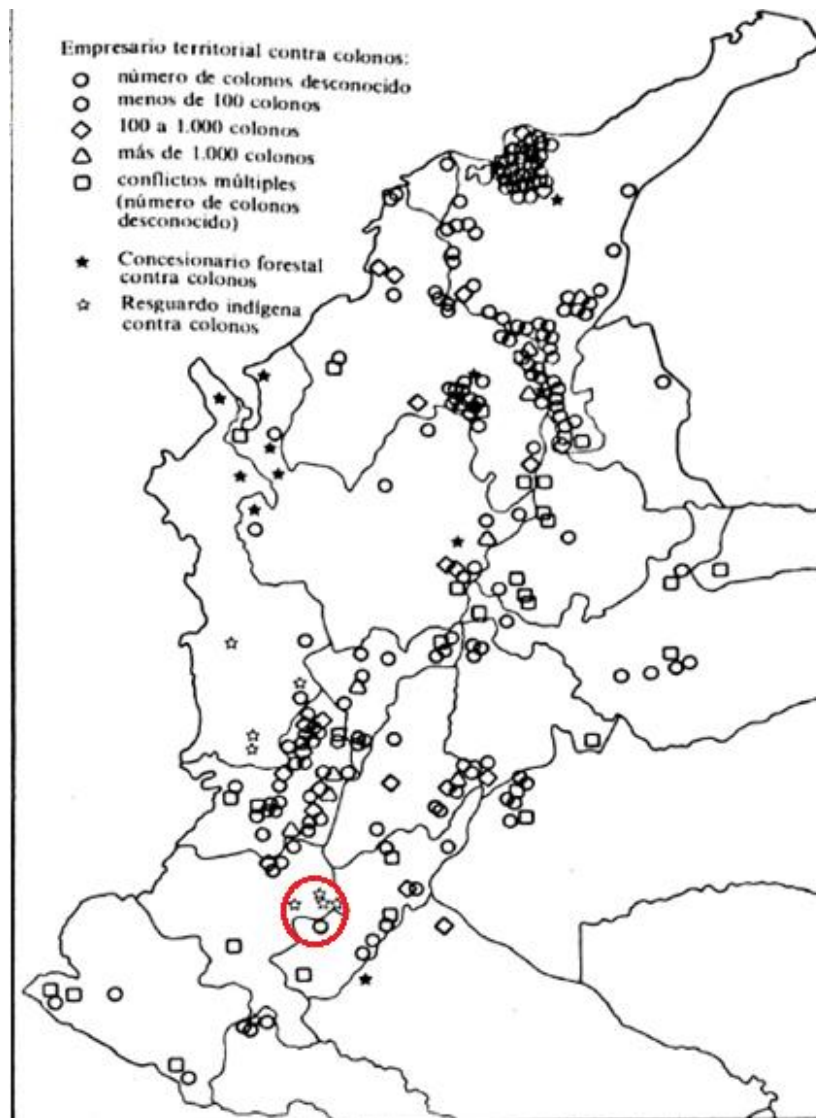 Empresario territorial contra colonos:
número de colonos desconocido
menos de 100 colonos
100 a 1.000 colonos
más de 1.000 colonos
conflictos múltiples
(número de colonos
desconocido)
Concesionario forestal
contra colonos
Resguardo indígena
contra colonos